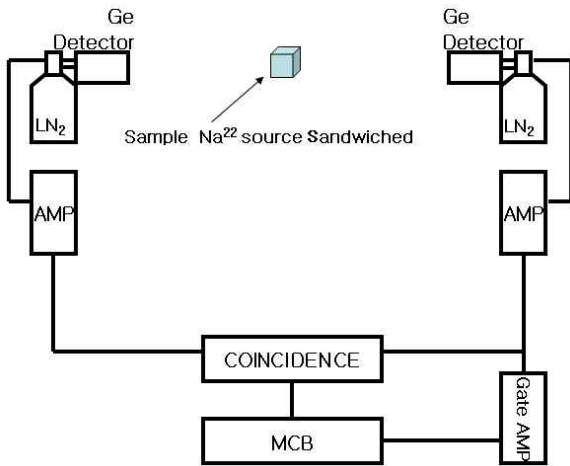 Ge
Detector
Ge
Detector
LN₂
LN₂
Sample Na²² source Sandwiched
AMP
AMP
COINCIDENCE
Gate AMP
MCB